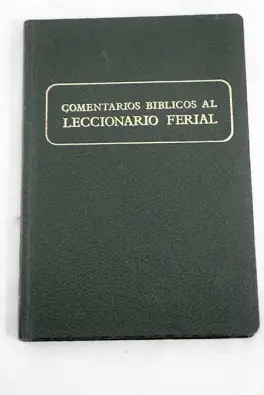 COMENTARIOS BIBLICOS AL
LECCIONARIO FERIAL